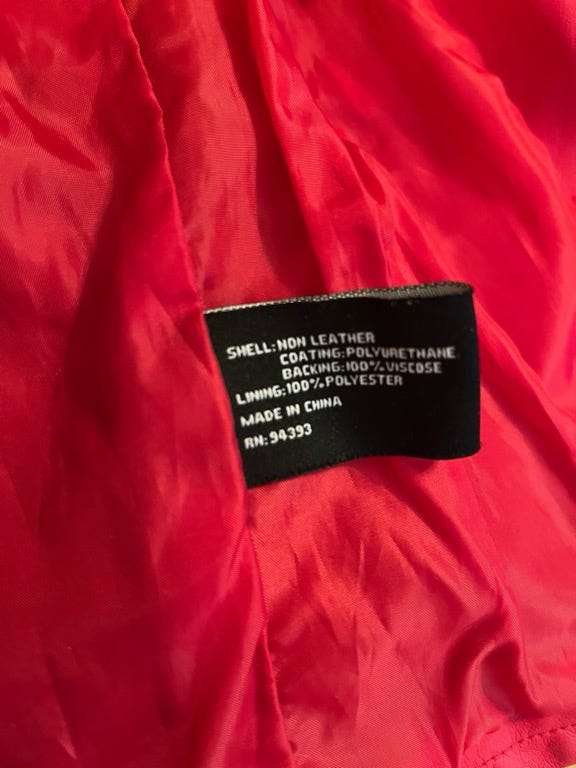 SHELL: NON LEATHER
COATING: POLYURETHANE
BACKING: 100% VISCOSE
LINING: 100% POLYESTER
MADE IN CHINA
RN: 94393